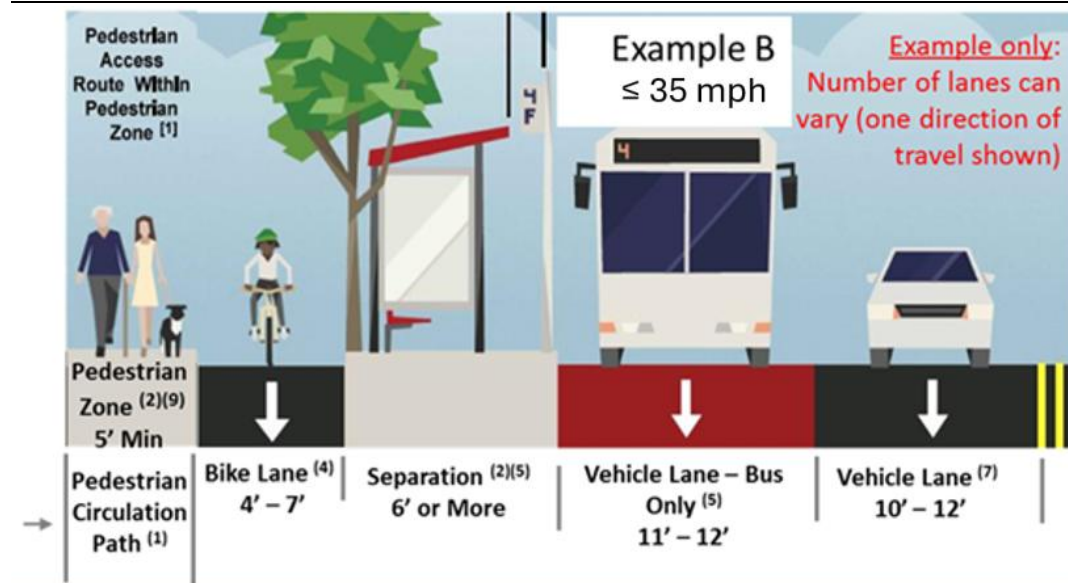 Pedestrian
Access
Route Within
Pedestrian
Zone [1]
4
F
Example B
≤ 35 mph
Example only:
Number of lanes can
vary (one direction of
travel shown)
4
Pedestrian
Zone (2)(9)
5' Min
Pedestrian
Circulation
Path (1)
Bike Lane (4)
4' – 7'
Separation (2)(5)
6' or More
Vehicle Lane – Bus
Only (5)
11' – 12'
Vehicle Lane (7)
10' – 12'